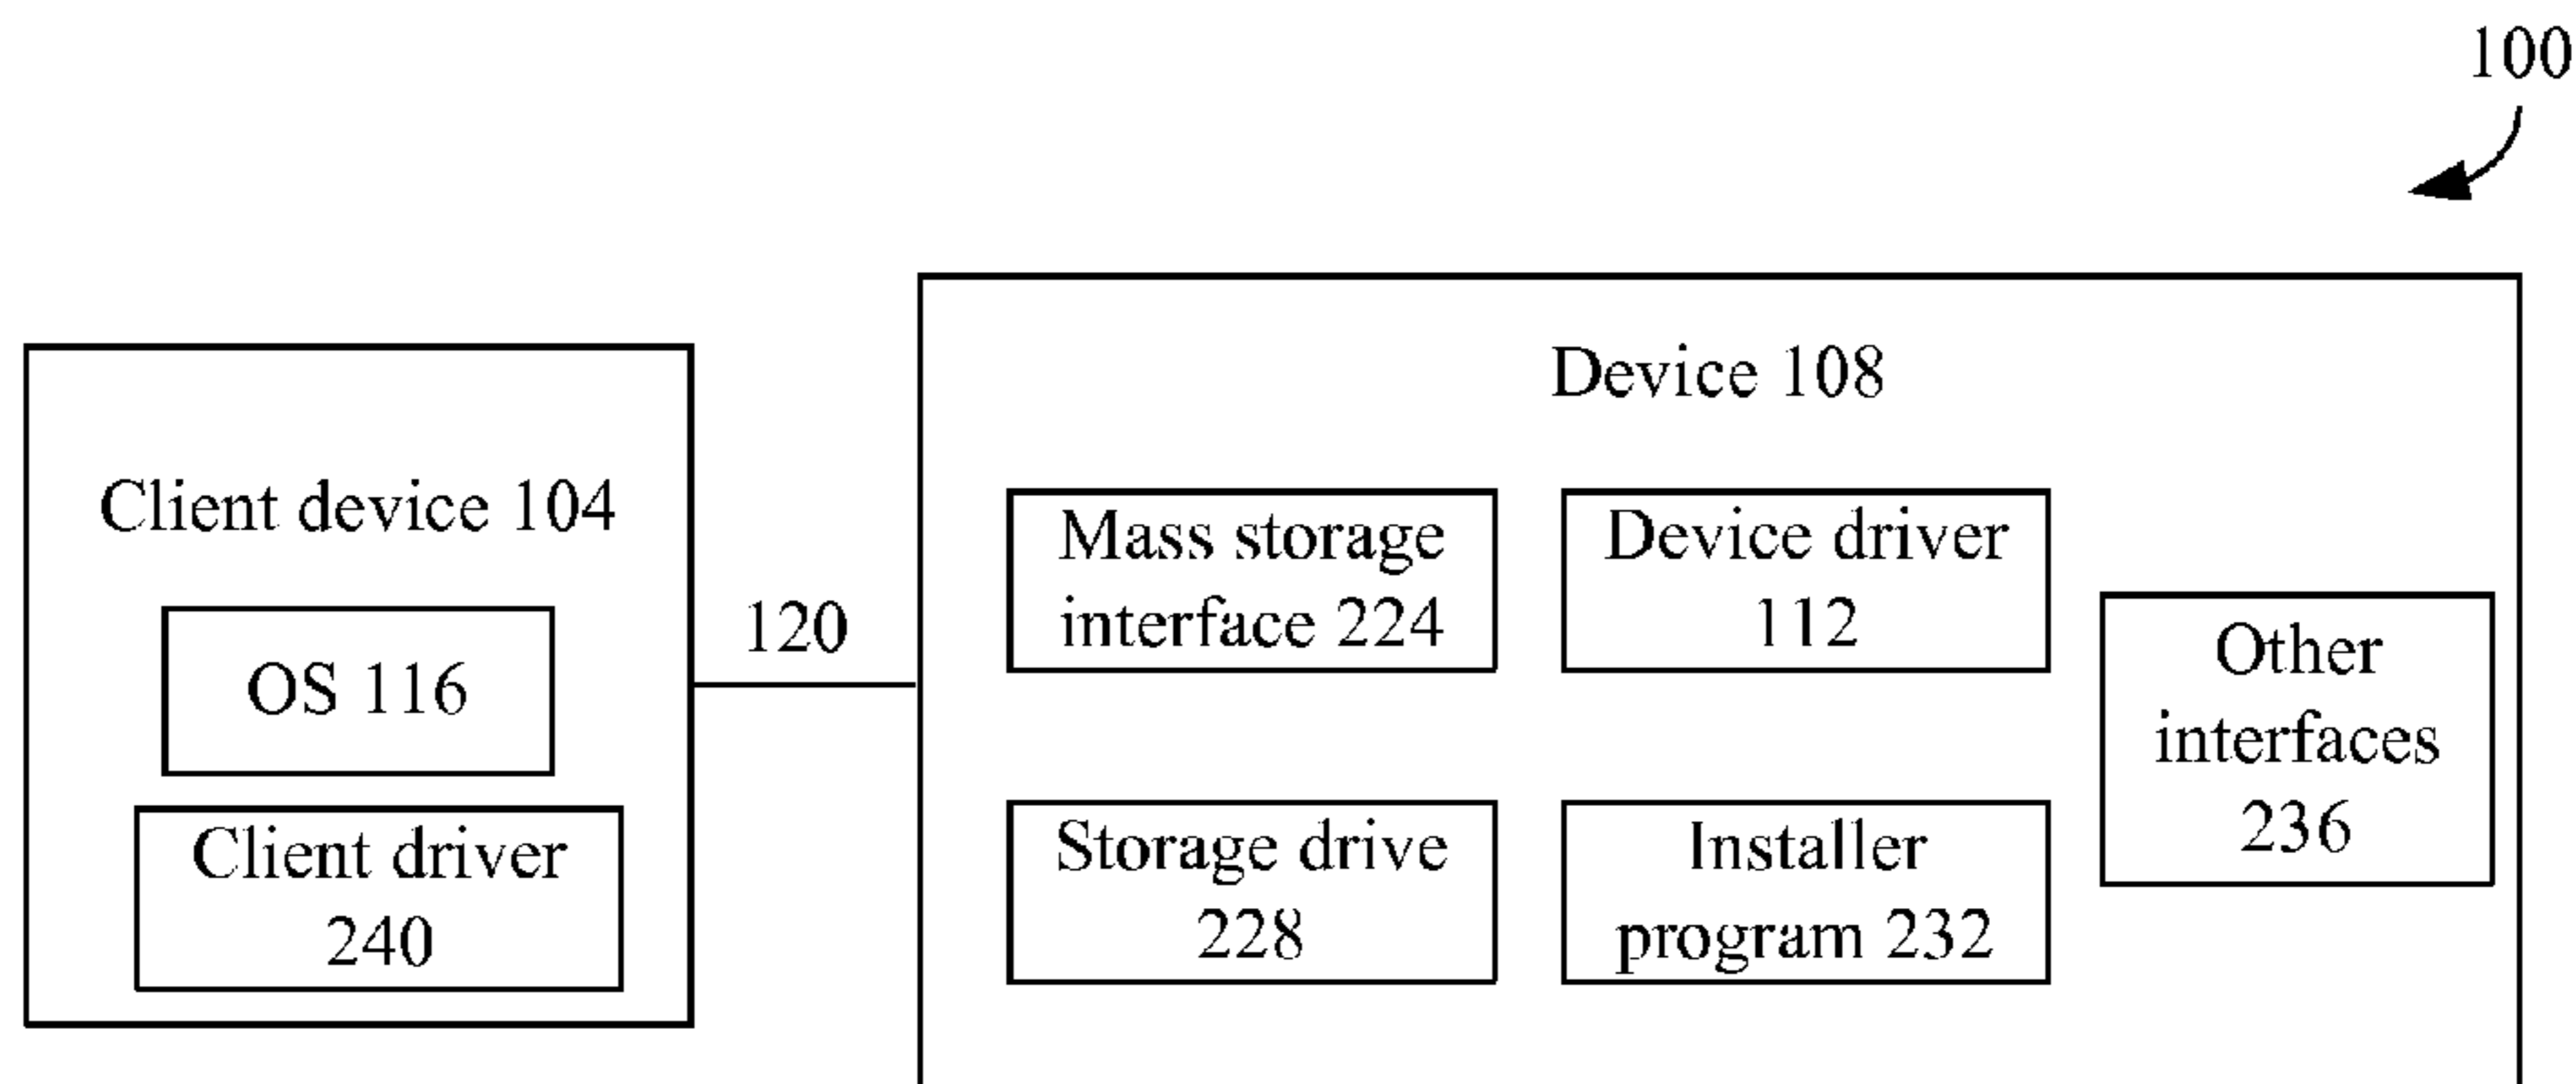 100
Device 108
Client device 104
Mass storage
interface 224
Device driver
112
120
Other
interfaces
236
OS 116
Client driver
240
Storage drive
228
Installer
program 232